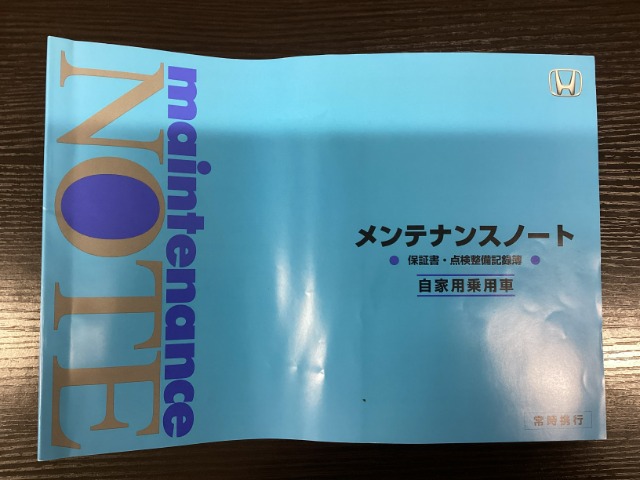 maintenance
NOTE
メンテナンスノート
保証書・点検整備記録簿
自家用乗用車
常時携行